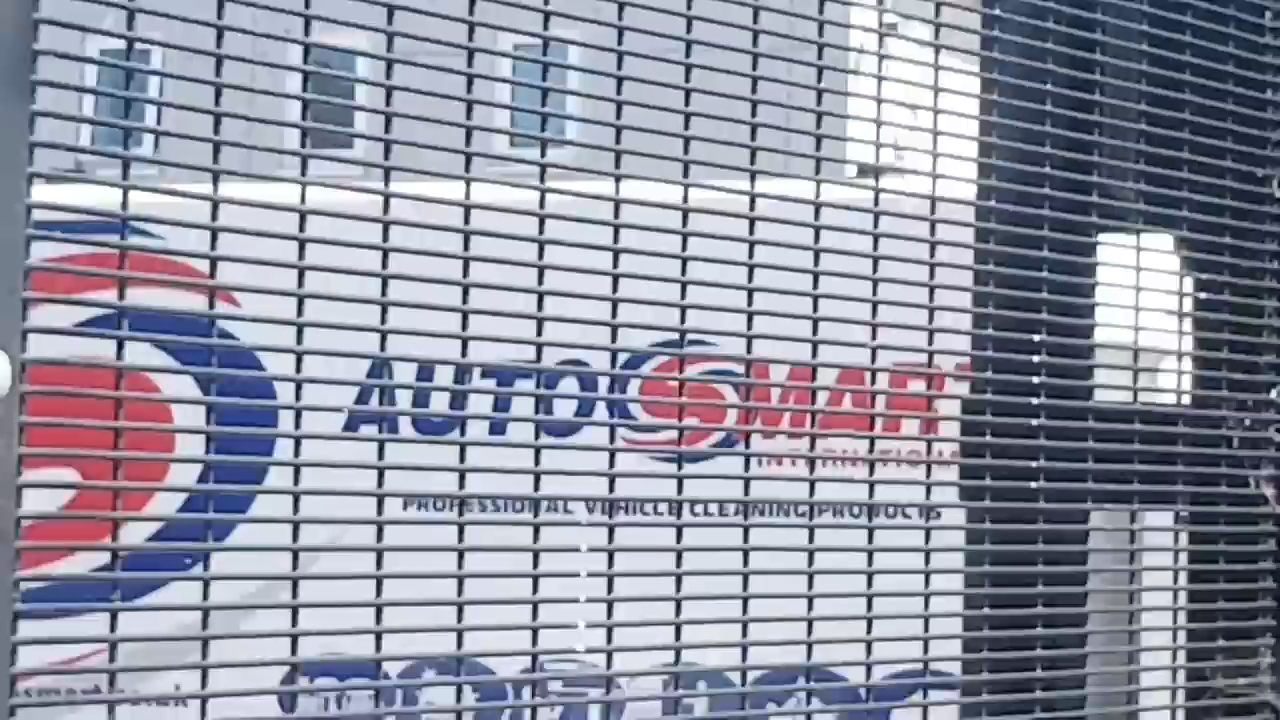 AUTOSMART
INTERNATIONAL
PROFESSIONAL VEHICLE CLEANING PRODUCTS